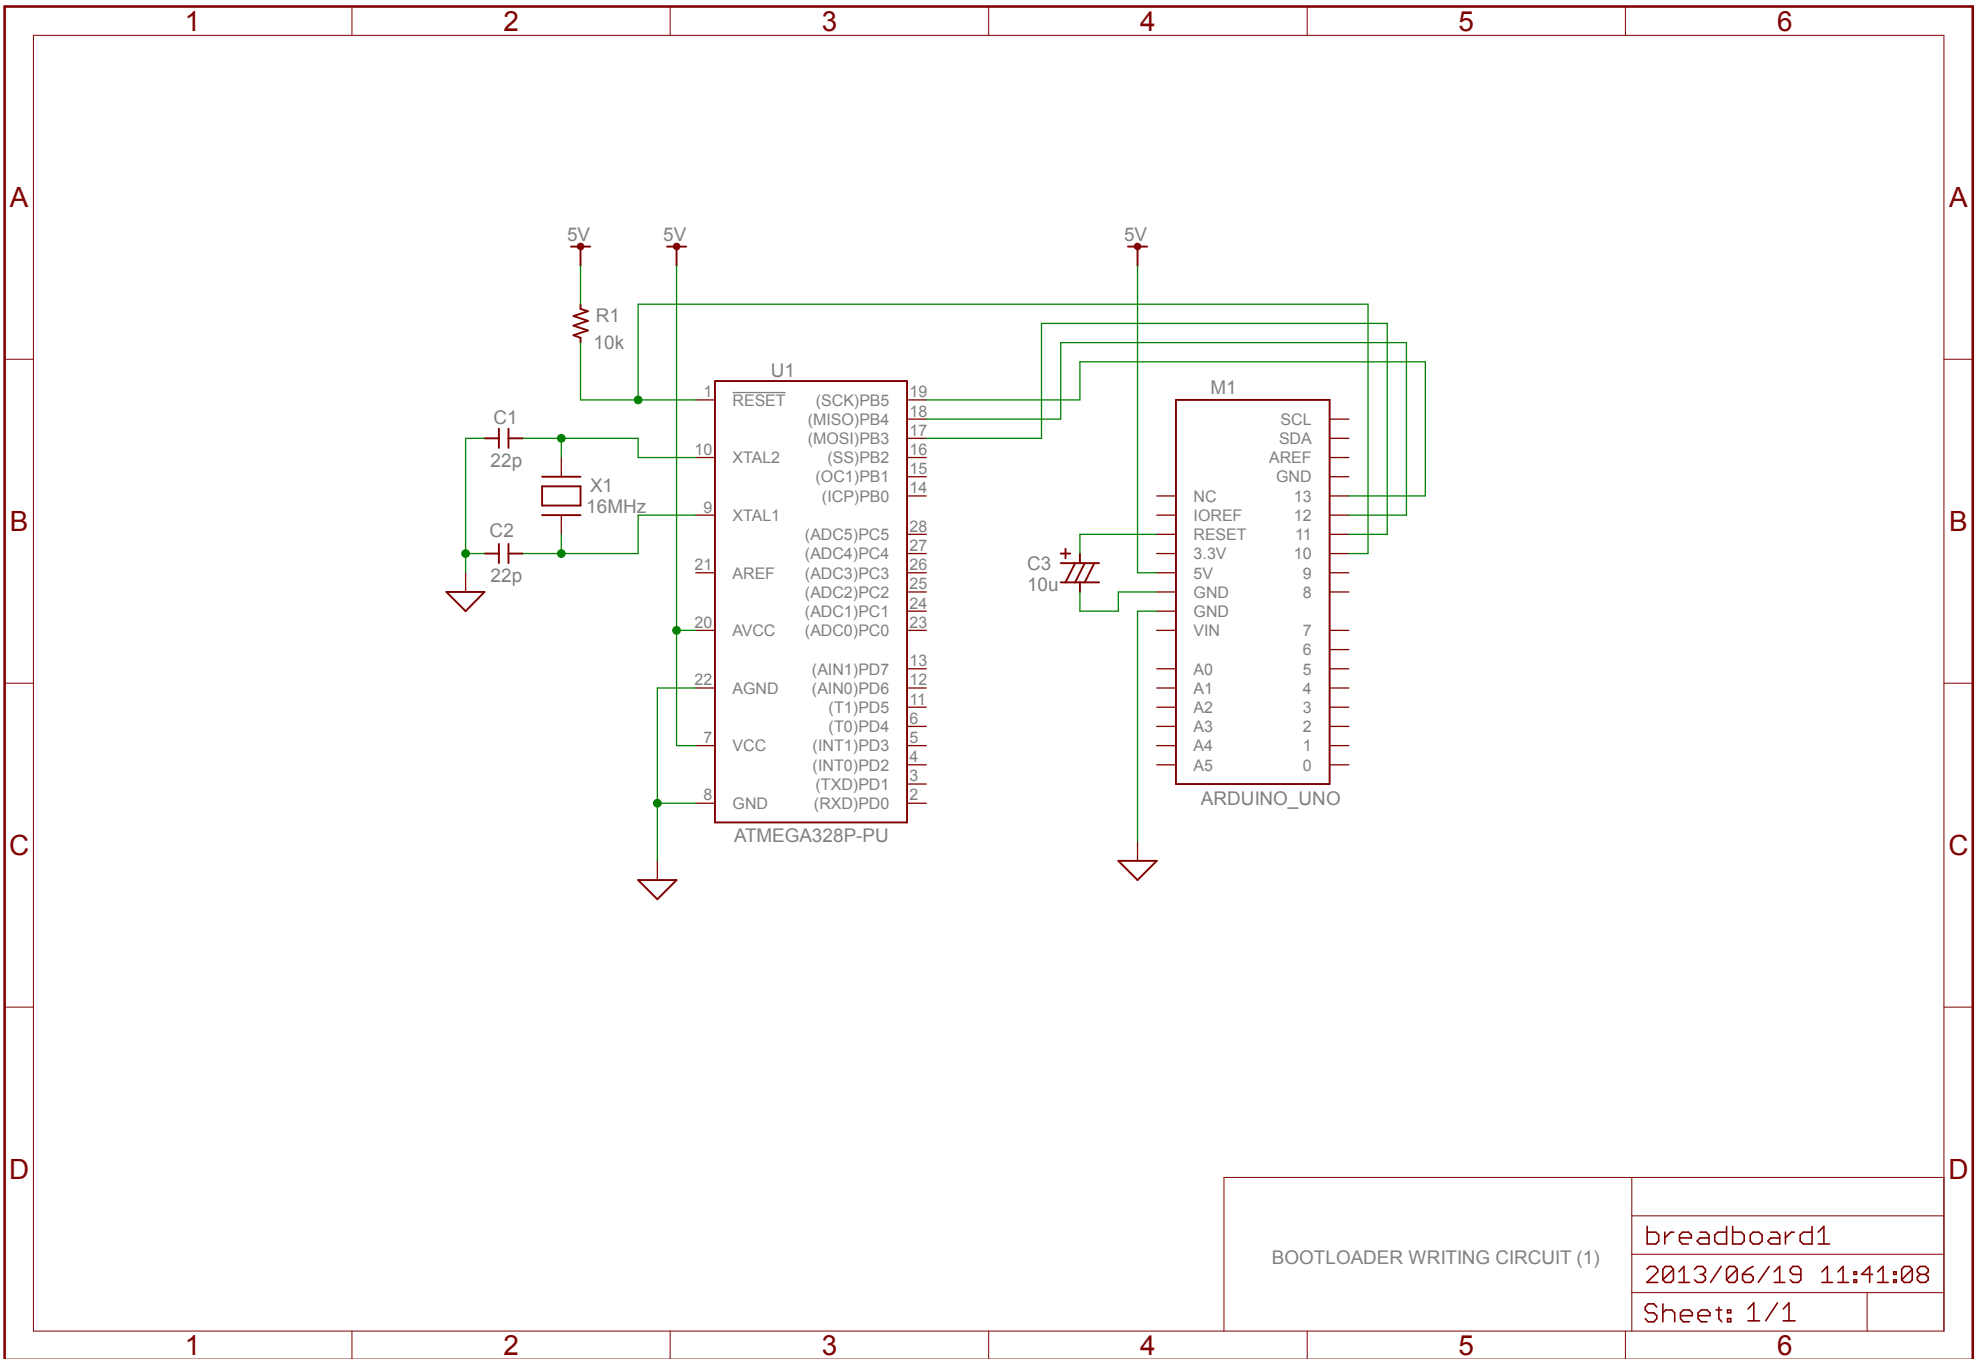 1 2 3 4 5 6
A A
5V 5V 5V
R1
10k
U1
M1
1 RESET (SCK)PB5 19
(MISO)PB4 18
(MOSI)PB3 17
10 XTAL2 (SS)PB2 16
(OC1)PB1 15
9 XTAL1 (ICP)PB0 14
(ADC5)PC5 28
(ADC4)PC4 27
21 AREF (ADC3)PC3 26
(ADC2)PC2 25
(ADC1)PC1 24
20 AVCC (ADC0)PC0 23
(AIN1)PD7 13
22 AGND (AIN0)PD6 12
(T1)PD5 11
(T0)PD4 6
7 VCC (INT1)PD3 5
(INT0)PD2 4
(TXD)PD1 3
8 GND (RXD)PD0 2
ATMEGA328P-PU
C1
22p
X1
16MHz
C2
22p
B B
C3
10u
+
SCL
SDA
AREF
GND
NC 13
IOREF 12
RESET 11
3.3V 10
5V 9
GND 8
GND
VIN 7
6
A0 5
A1 4
A2 3
A3 2
A4 1
A5 0
ARDUINO_UNO
C C
D D
BOOTLOADER WRITING CIRCUIT (1)
breadboard1
2013/06/19 11:41:08
Sheet: 1/1
1 2 3 4 5 6